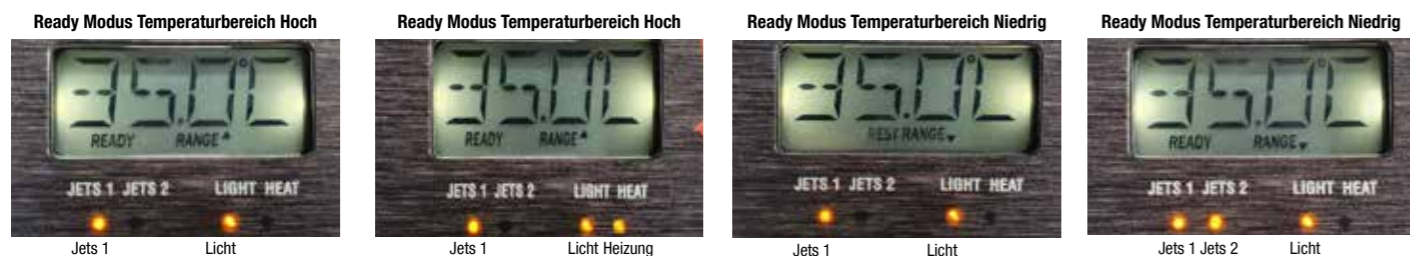 Ready Modus Temperaturbereich Hoch
35.0°C
READY RANGE
JETS 1 JETS 2 LIGHT HEAT
Jets 1 Licht
Ready Modus Temperaturbereich Hoch
35.0°C
READY RANGE
JETS 1 JETS 2 LIGHT HEAT
Jets 1 Licht Heizung
Ready Modus Temperaturbereich Niedrig
35.0°C
REST RANGE
JETS 1 JETS 2 LIGHT HEAT
Jets 1 Licht
Ready Modus Temperaturbereich Niedrig
35.0°C
READY RANGE
JETS 1 JETS 2 LIGHT HEAT
Jets 1 Jets 2 Licht